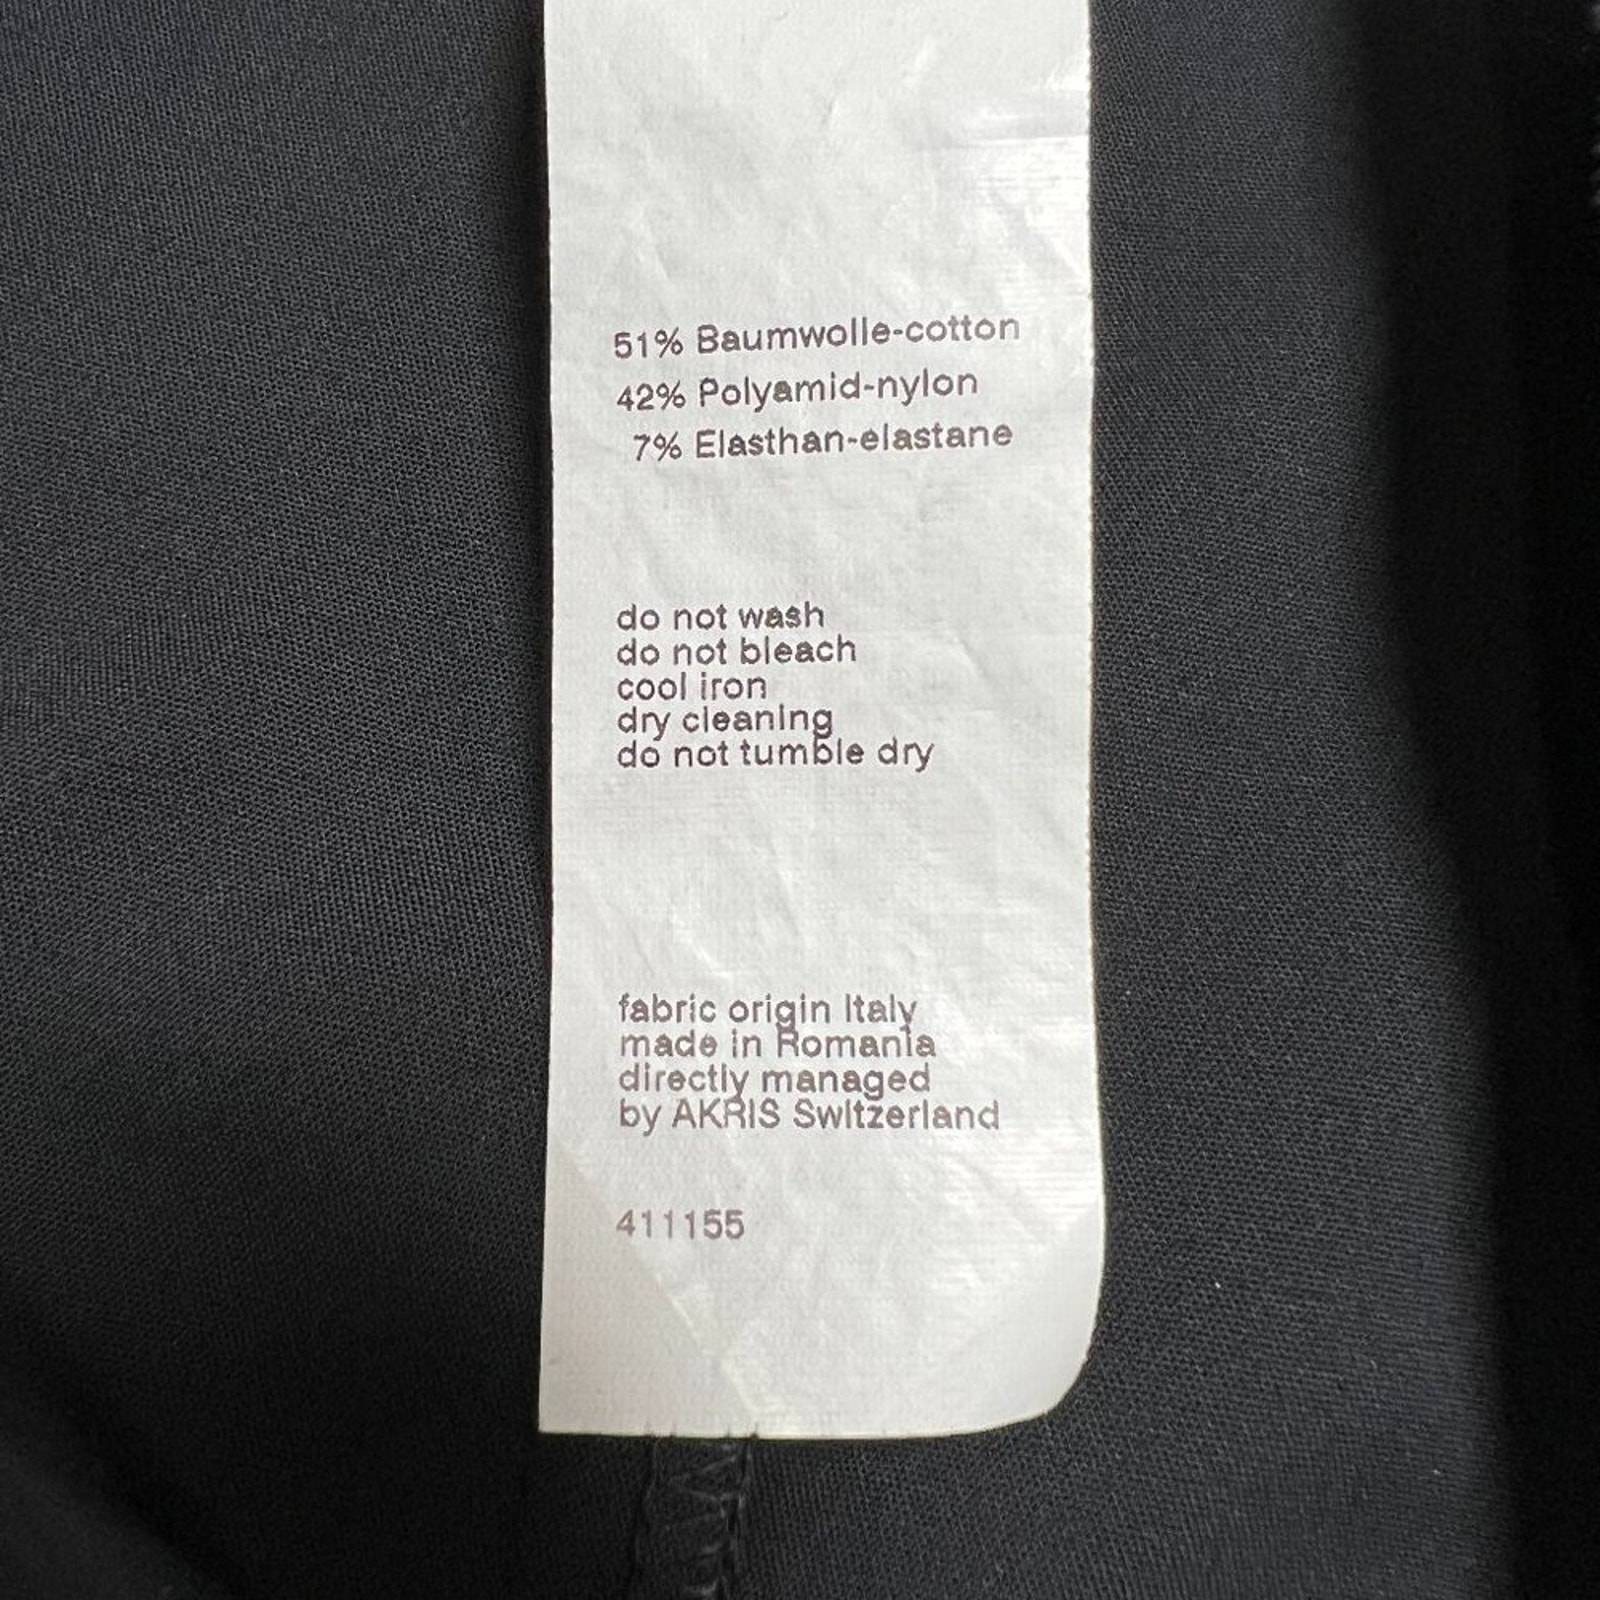 51% Baumwolle-cotton
42% Polyamid-nylon
7% Elasthan-elastane
do not wash
do not bleach
cool iron
dry cleaning
do not tumble dry
fabric origin Italy
made in Romania
directly managed
by AKRIS Switzerland
411155